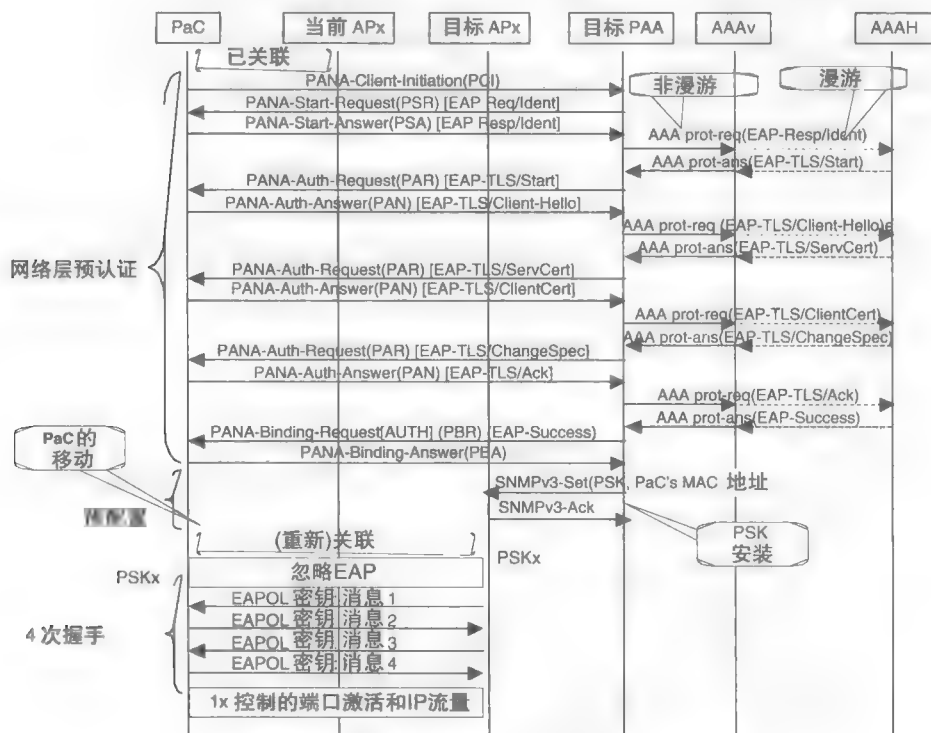 PaC
当前 APx
目标 APx
目标 PAA
AAAv
AAAH
已关联
PANA-Client-Initiation(PCI)
非漫游
漫游
PANA-Start-Request(PSR) [EAP Req/Ident]
PANA-Start-Answer(PSA) [EAP Resp/Ident]
AAA prot-req(EAP-Resp/Ident)
AAA prot-ans(EAP-TLS/Start)
PANA-Auth-Request(PAR) [EAP-TLS/Start]
PANA-Auth-Answer(PAN) [EAP-TLS/Client-Hello]
AAA prot-req (EAP-TLS/Client-Hello)e
AAA prot-ans(EAP-TLS/ServCert)
网络层预认证
PANA-Auth-Request(PAR) [EAP-TLS/ServCert]
PANA-Auth-Answer(PAN) [EAP-TLS/ClientCert]
AAA prot-req(EAP-TLS/ClientCert)
AAA prot-ans(EAP-TLS/ChangeSpec)
PANA-Auth-Request(PAR) [EAP-TLS/ChangeSpec]
PANA-Auth-Answer(PAN) [EAP-TLS/Ack]
AAA prot-req(EAP-TLS/Ack)
AAA prot-ans(EAP-Success)
PANA-Binding-Request[AUTH] (PBR) (EAP-Success)
PANA-Binding-Answer(PBA)
PaC的
移动
SNMPv3-Set(PSK, PaC's MAC 地址
SNMPv3-Ack
PSK
安装
(重新)关联
PSKx
忽略EAP
PSKx
EAPOL 密钥 消息 1
EAPOL 密钥 消息 2
EAPOL 密钥 消息 3
EAPOL 密钥 消息 4
4 次握手
1x 控制的端口激活和IP流量